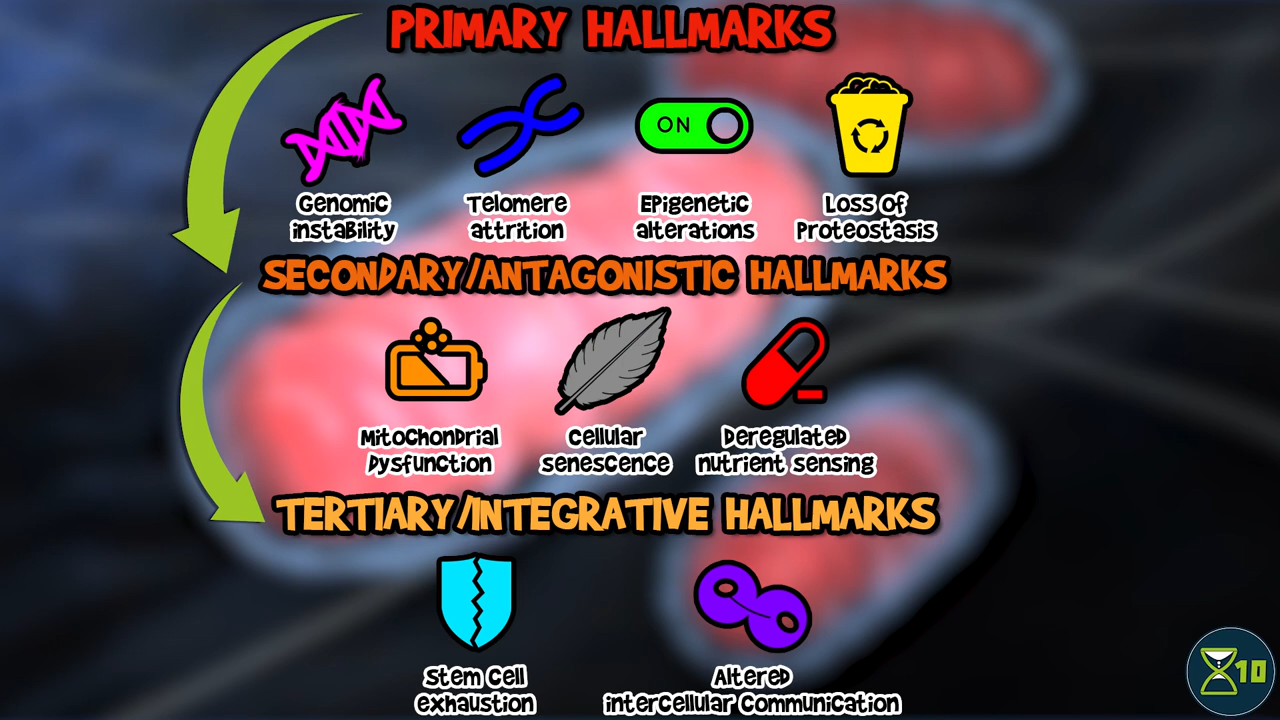 PRIMARY HALLMARKS
ON
Genomic instability
Telomere attrition
Epigenetic alterations
Loss of Proteostasis
SECONDARY/ANTAGONISTIC HALLMARKS
Mitochondrial Dysfunction
Cellular senescence
Deregulated nutrient sensing
TERTIARY/INTEGRATIVE HALLMARKS
Stem Cell exhaustion
Altered intercellular Communication
10